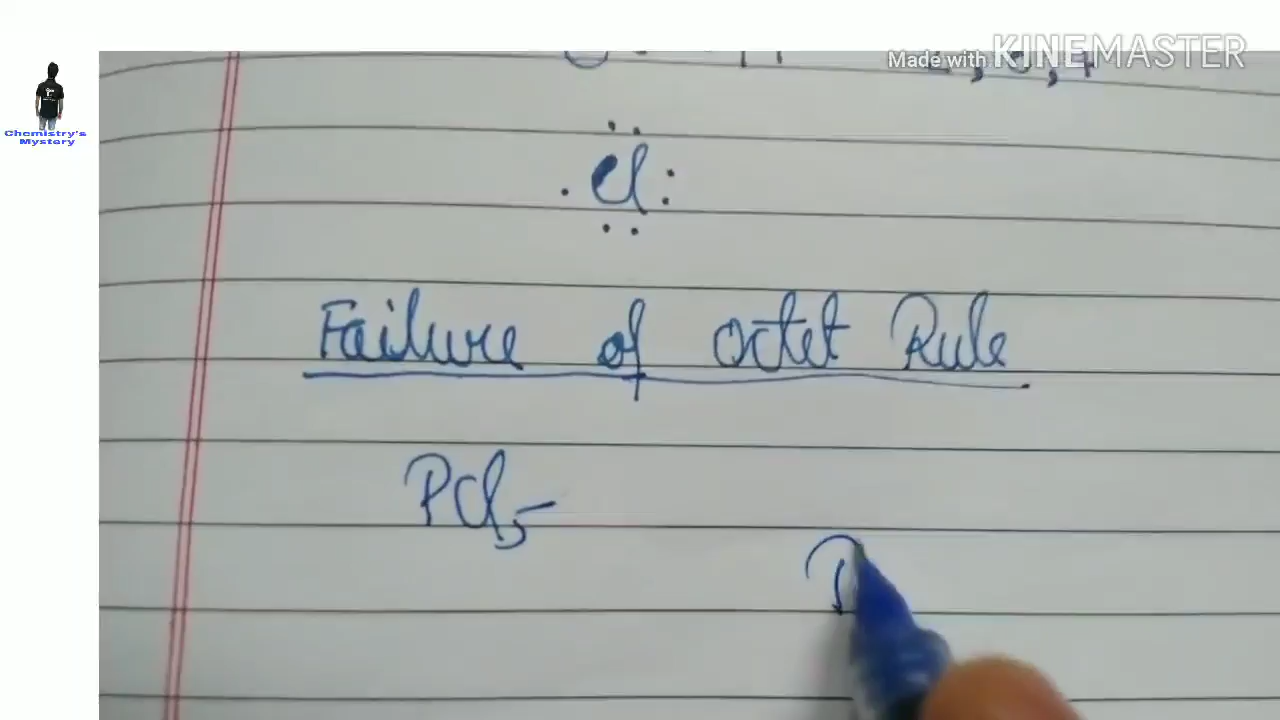 Made with KINEMASTER
Chemistry's
Mystery
Cl
Failure of Octet Rule
PCl5
P